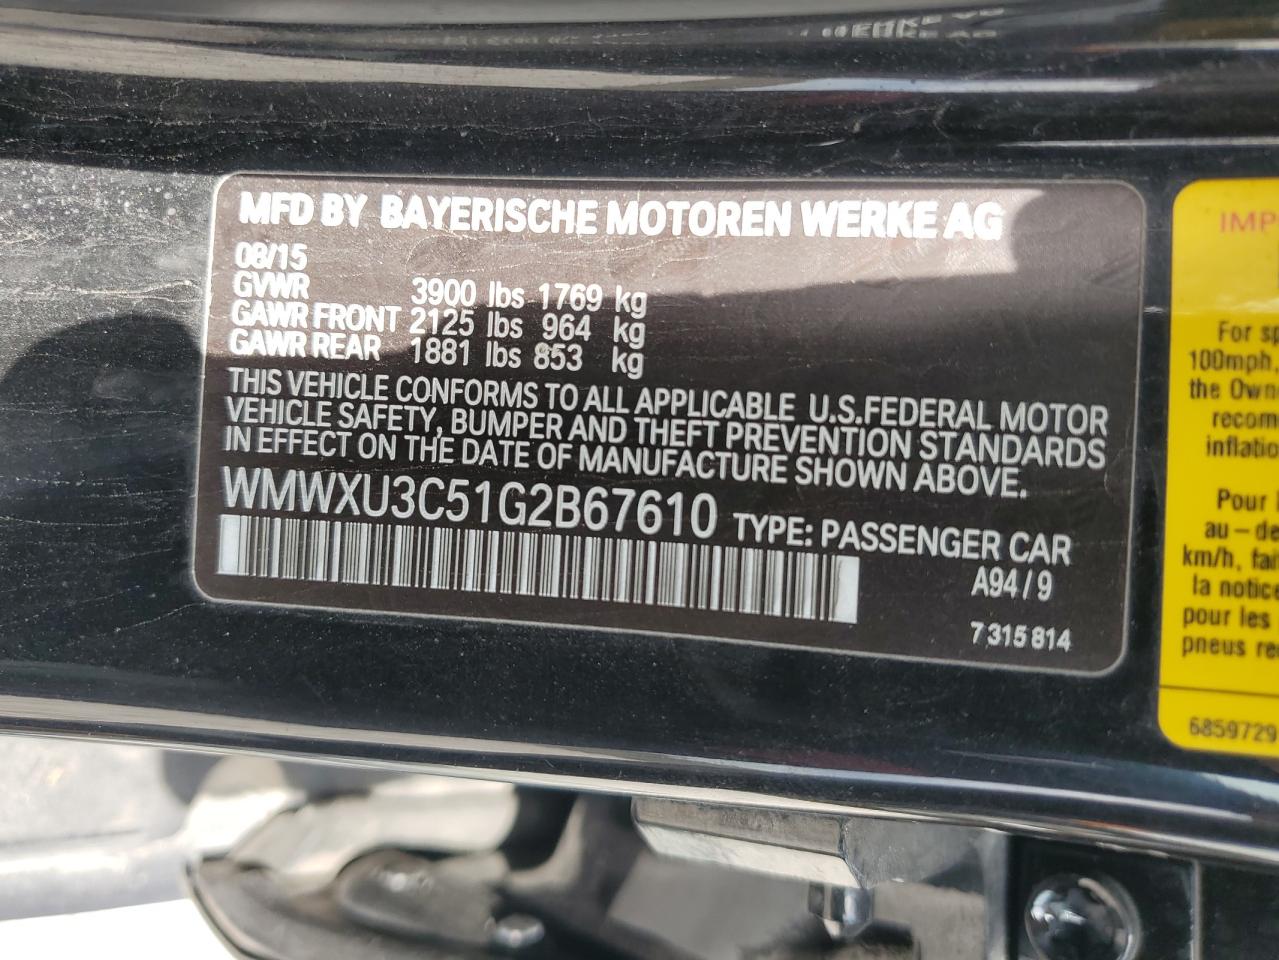 MFD BY BAYERISCHE MOTOREN WERKE AG
08/15
GVWR 3900 lbs 1769 kg
GAWR FRONT 2125 lbs 964 kg
GAWR REAR 1881 lbs 853 kg
THIS VEHICLE CONFORMS TO ALL APPLICABLE U.S.FEDERAL MOTOR
VEHICLE SAFETY, BUMPER AND THEFT PREVENTION STANDARDS
IN EFFECT ON THE DATE OF MANUFACTURE SHOWN ABOVE.
WMWXU3C51G2B67610 TYPE: PASSENGER CAR
A94/9
7 315 814
IMP
For sp
100mph,
the Own
recom
inflatio
Pour
au-de
km/h, fai
la notice
pour les
pneus re
6859729